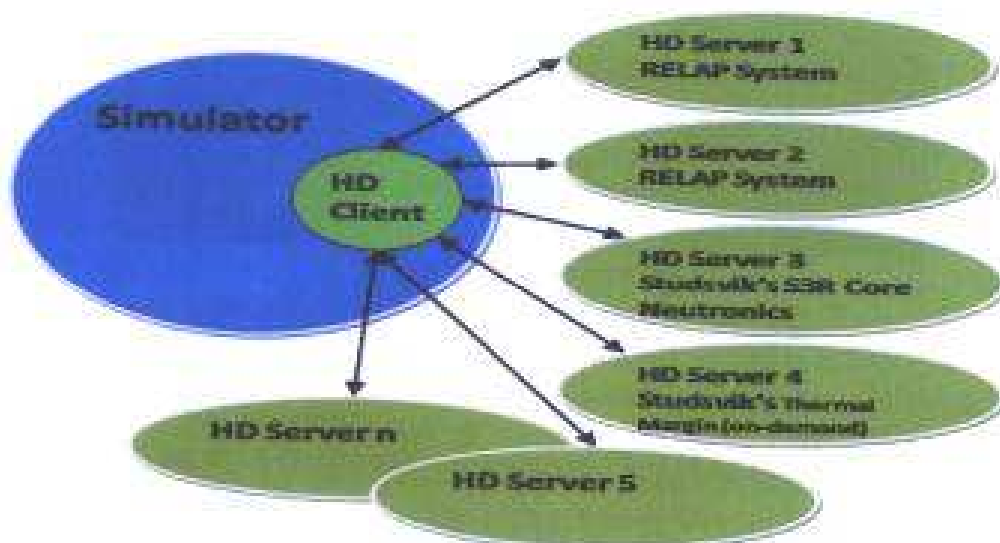 Simulator
HD
Client
HD Server 1
RELAP System
HD Server 2
RELAP System
HD Server 3
Studsvik's S3R Core
Neutronics
HD Server 4
Studsvik's Thermal
Margin (on-demand)
HD Server n
HD Server 5